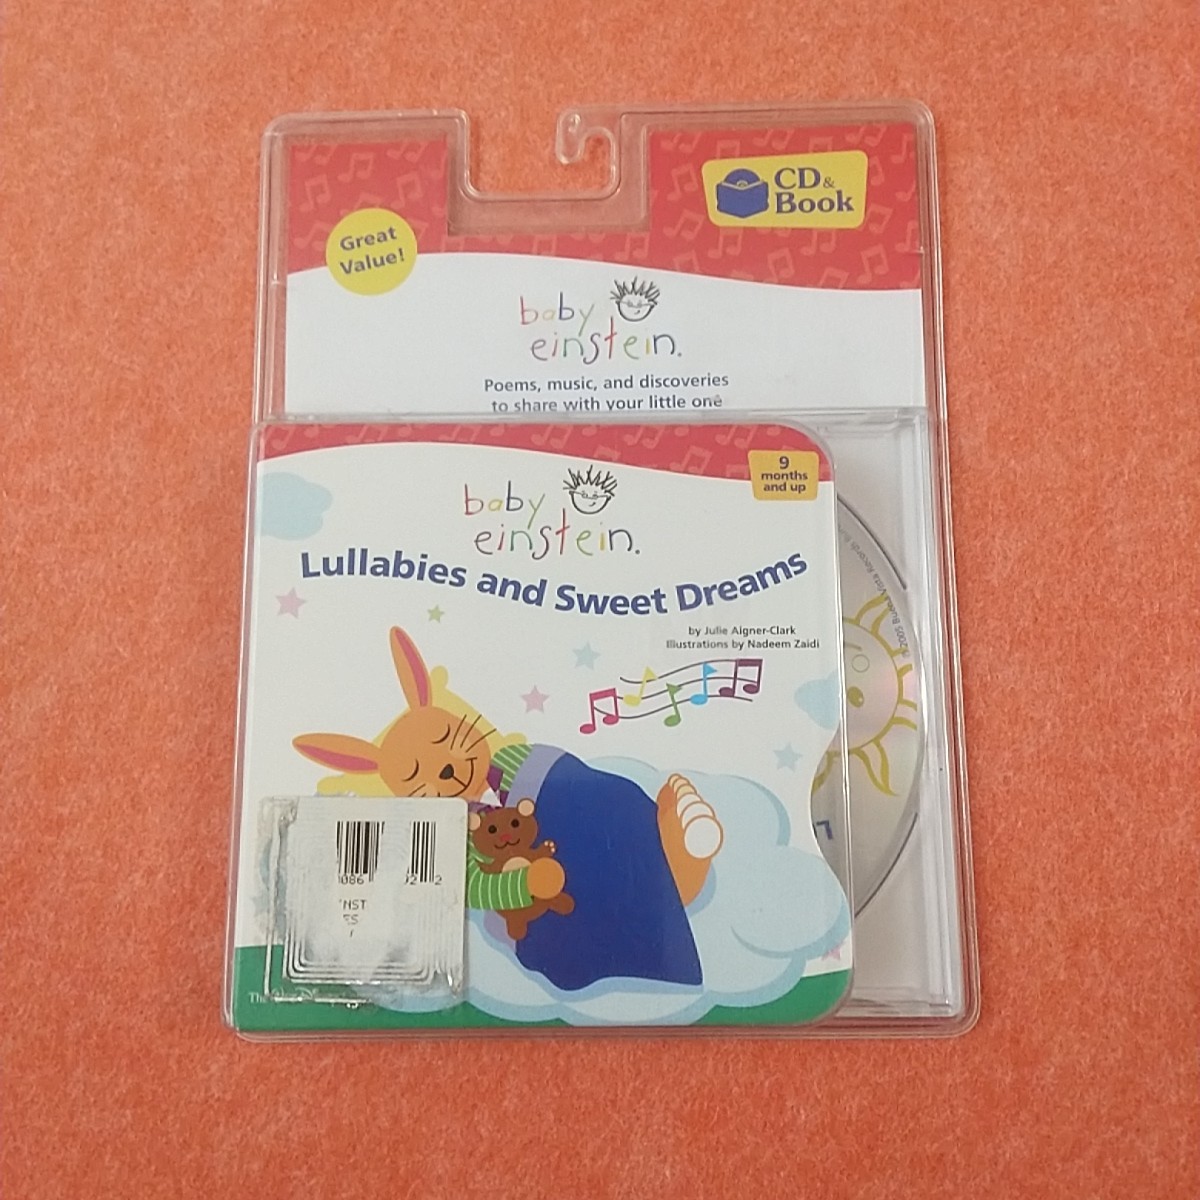 CD &
Book
Great
Value!
baby
einstein.
Poems, music, and discoveries
to share with your little one
9
months
and up
baby
einstein.
Lullabies and Sweet Dreams
by Julie Aigner-Clark
Illustrations by Nadeem Zaidi